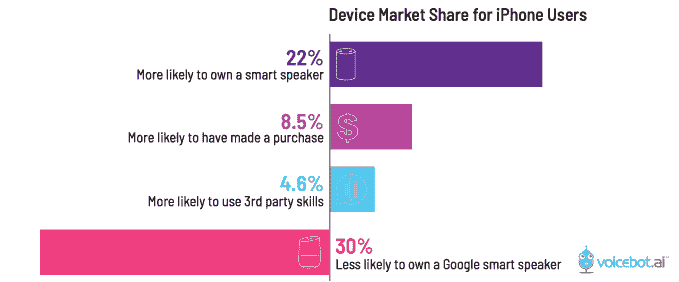 Device Market Share for iPhone Users
22%
More likely to own a smart speaker
8.5%
More likely to have made a purchase
$
4.6%
More likely to use 3rd party skills
30%
Less likely to own a Google smart speaker
voicebot.ai